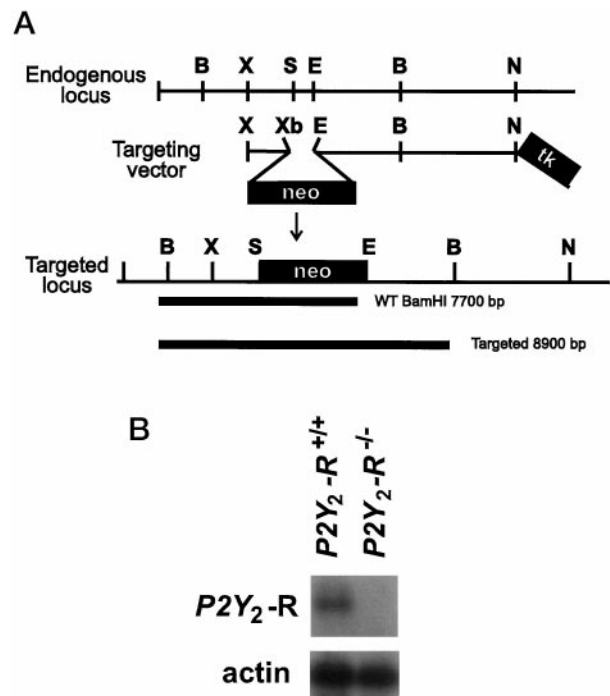 A
B X S E B N
Endogenous
locus
X Xb E B N
Targeting
vector
tk
neo
B X S E B N
Targeted
locus
neo
WT BamHI 7700 bp
Targeted 8900 bp
B
P2Y₂-R⁺/⁺
P2Y₂-R⁻/⁻
P2Y₂-R
actin